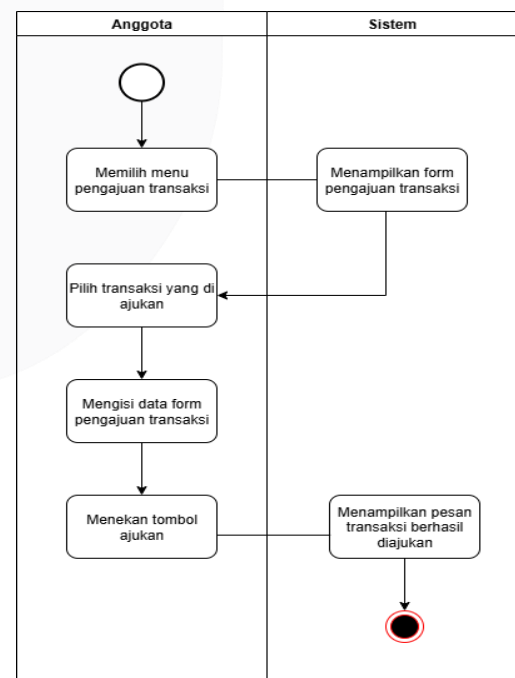 Anggota
Sistem
Memilih menu
pengajuan transaksi
Menampilkan form
pengajuan transaksi
Pilih transaksi yang di
ajukan
Mengisi data form
pengajuan transaksi
Menekan tombol
ajukan
Menampilkan pesan
transaksi berhasil
diajukan